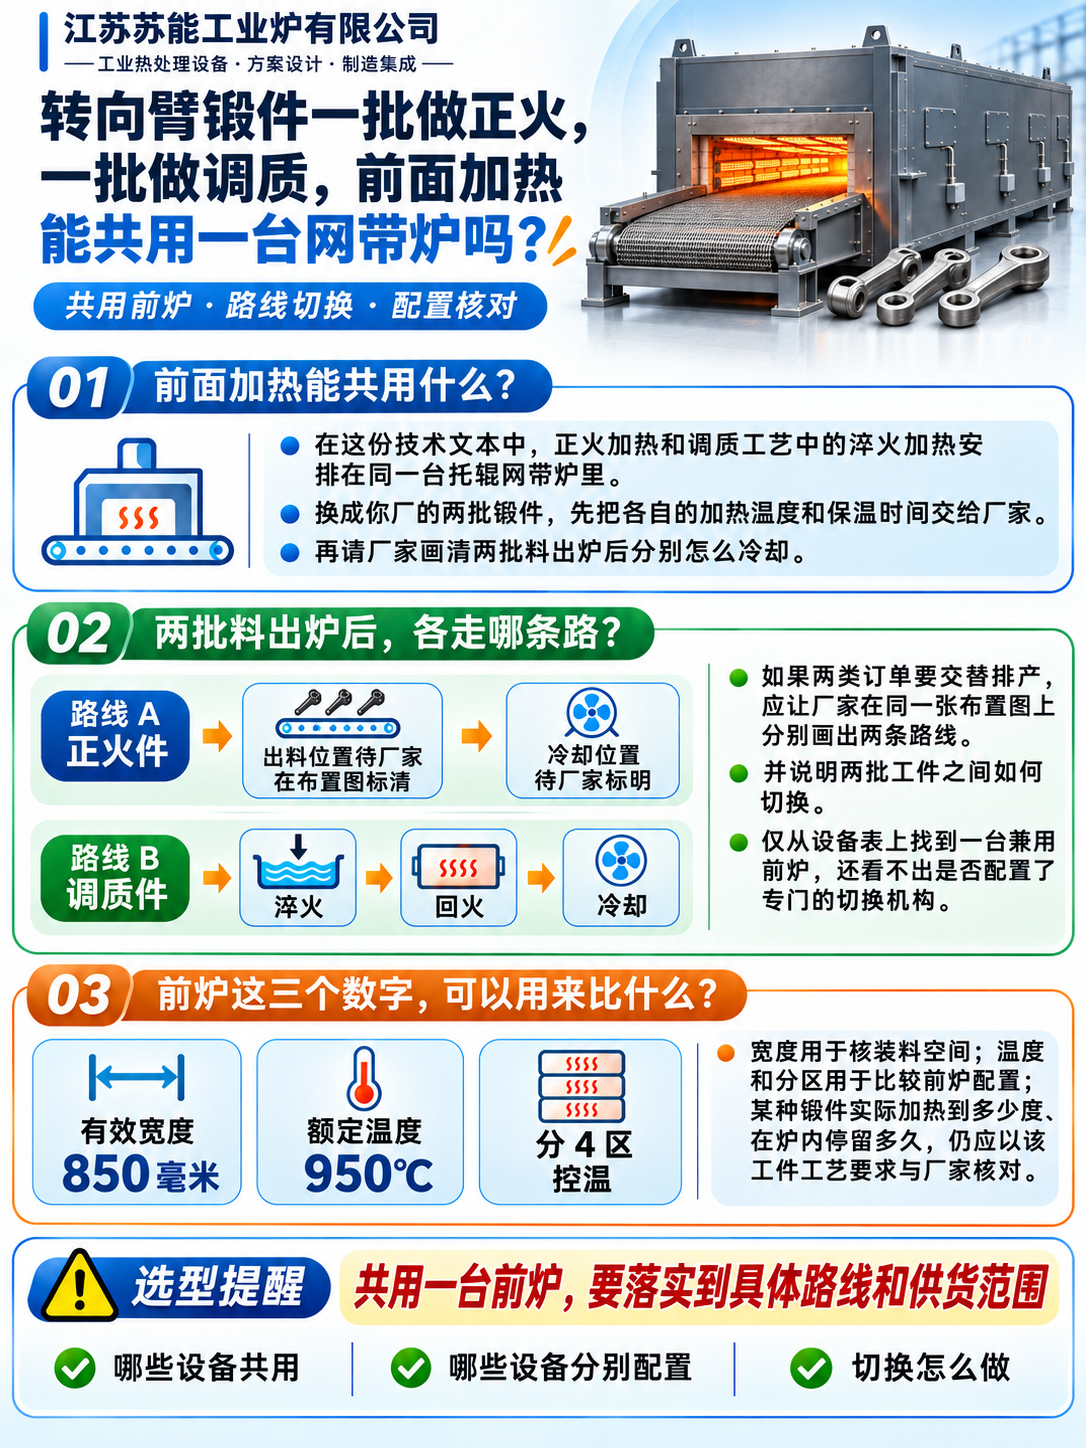 江苏苏能工业炉有限公司
工业热处理设备·方案设计·制造集成
转向臂锻件一批做正火，
一批做调质，前面加热
能共用一台网带炉吗？
共用前炉·路线切换·配置核对
01 前面加热能共用什么？
在这份技术文本中，正火加热和调质工艺中的淬火加热安
排在同一台托辊网带炉里。
换成你厂的两批锻件，先把各自的加热温度和保温时间交给厂家。
再请厂家画清两批料出炉后分别怎么冷却。
02 两批料出炉后，各走哪条路？
路线 A
正火件
出料位置待厂家
在布置图标清
冷却位置
待厂家标明
路线 B
调质件
淬火
回火
冷却
如果两类订单要交替排产，
应让厂家在同一张布置图上
分别画出两条路线。
并说明两批工件之间如何
切换。
仅从设备表上找到一台兼用
前炉，还看不出是否配置了
专门的切换机构。
03 前炉这三个数字，可以用来比什么？
有效宽度
850毫米
额定温度
950℃
分 4 区
控温
宽度用于核装料空间；温度
和分区用于比较前炉配置；
某种锻件实际加热到多少度、
在炉内停留多久，仍应以该
工件工艺要求与厂家核对。
选型提醒
共用一台前炉，要落实到具体路线和供货范围
哪些设备共用
哪些设备分别配置
切换怎么做